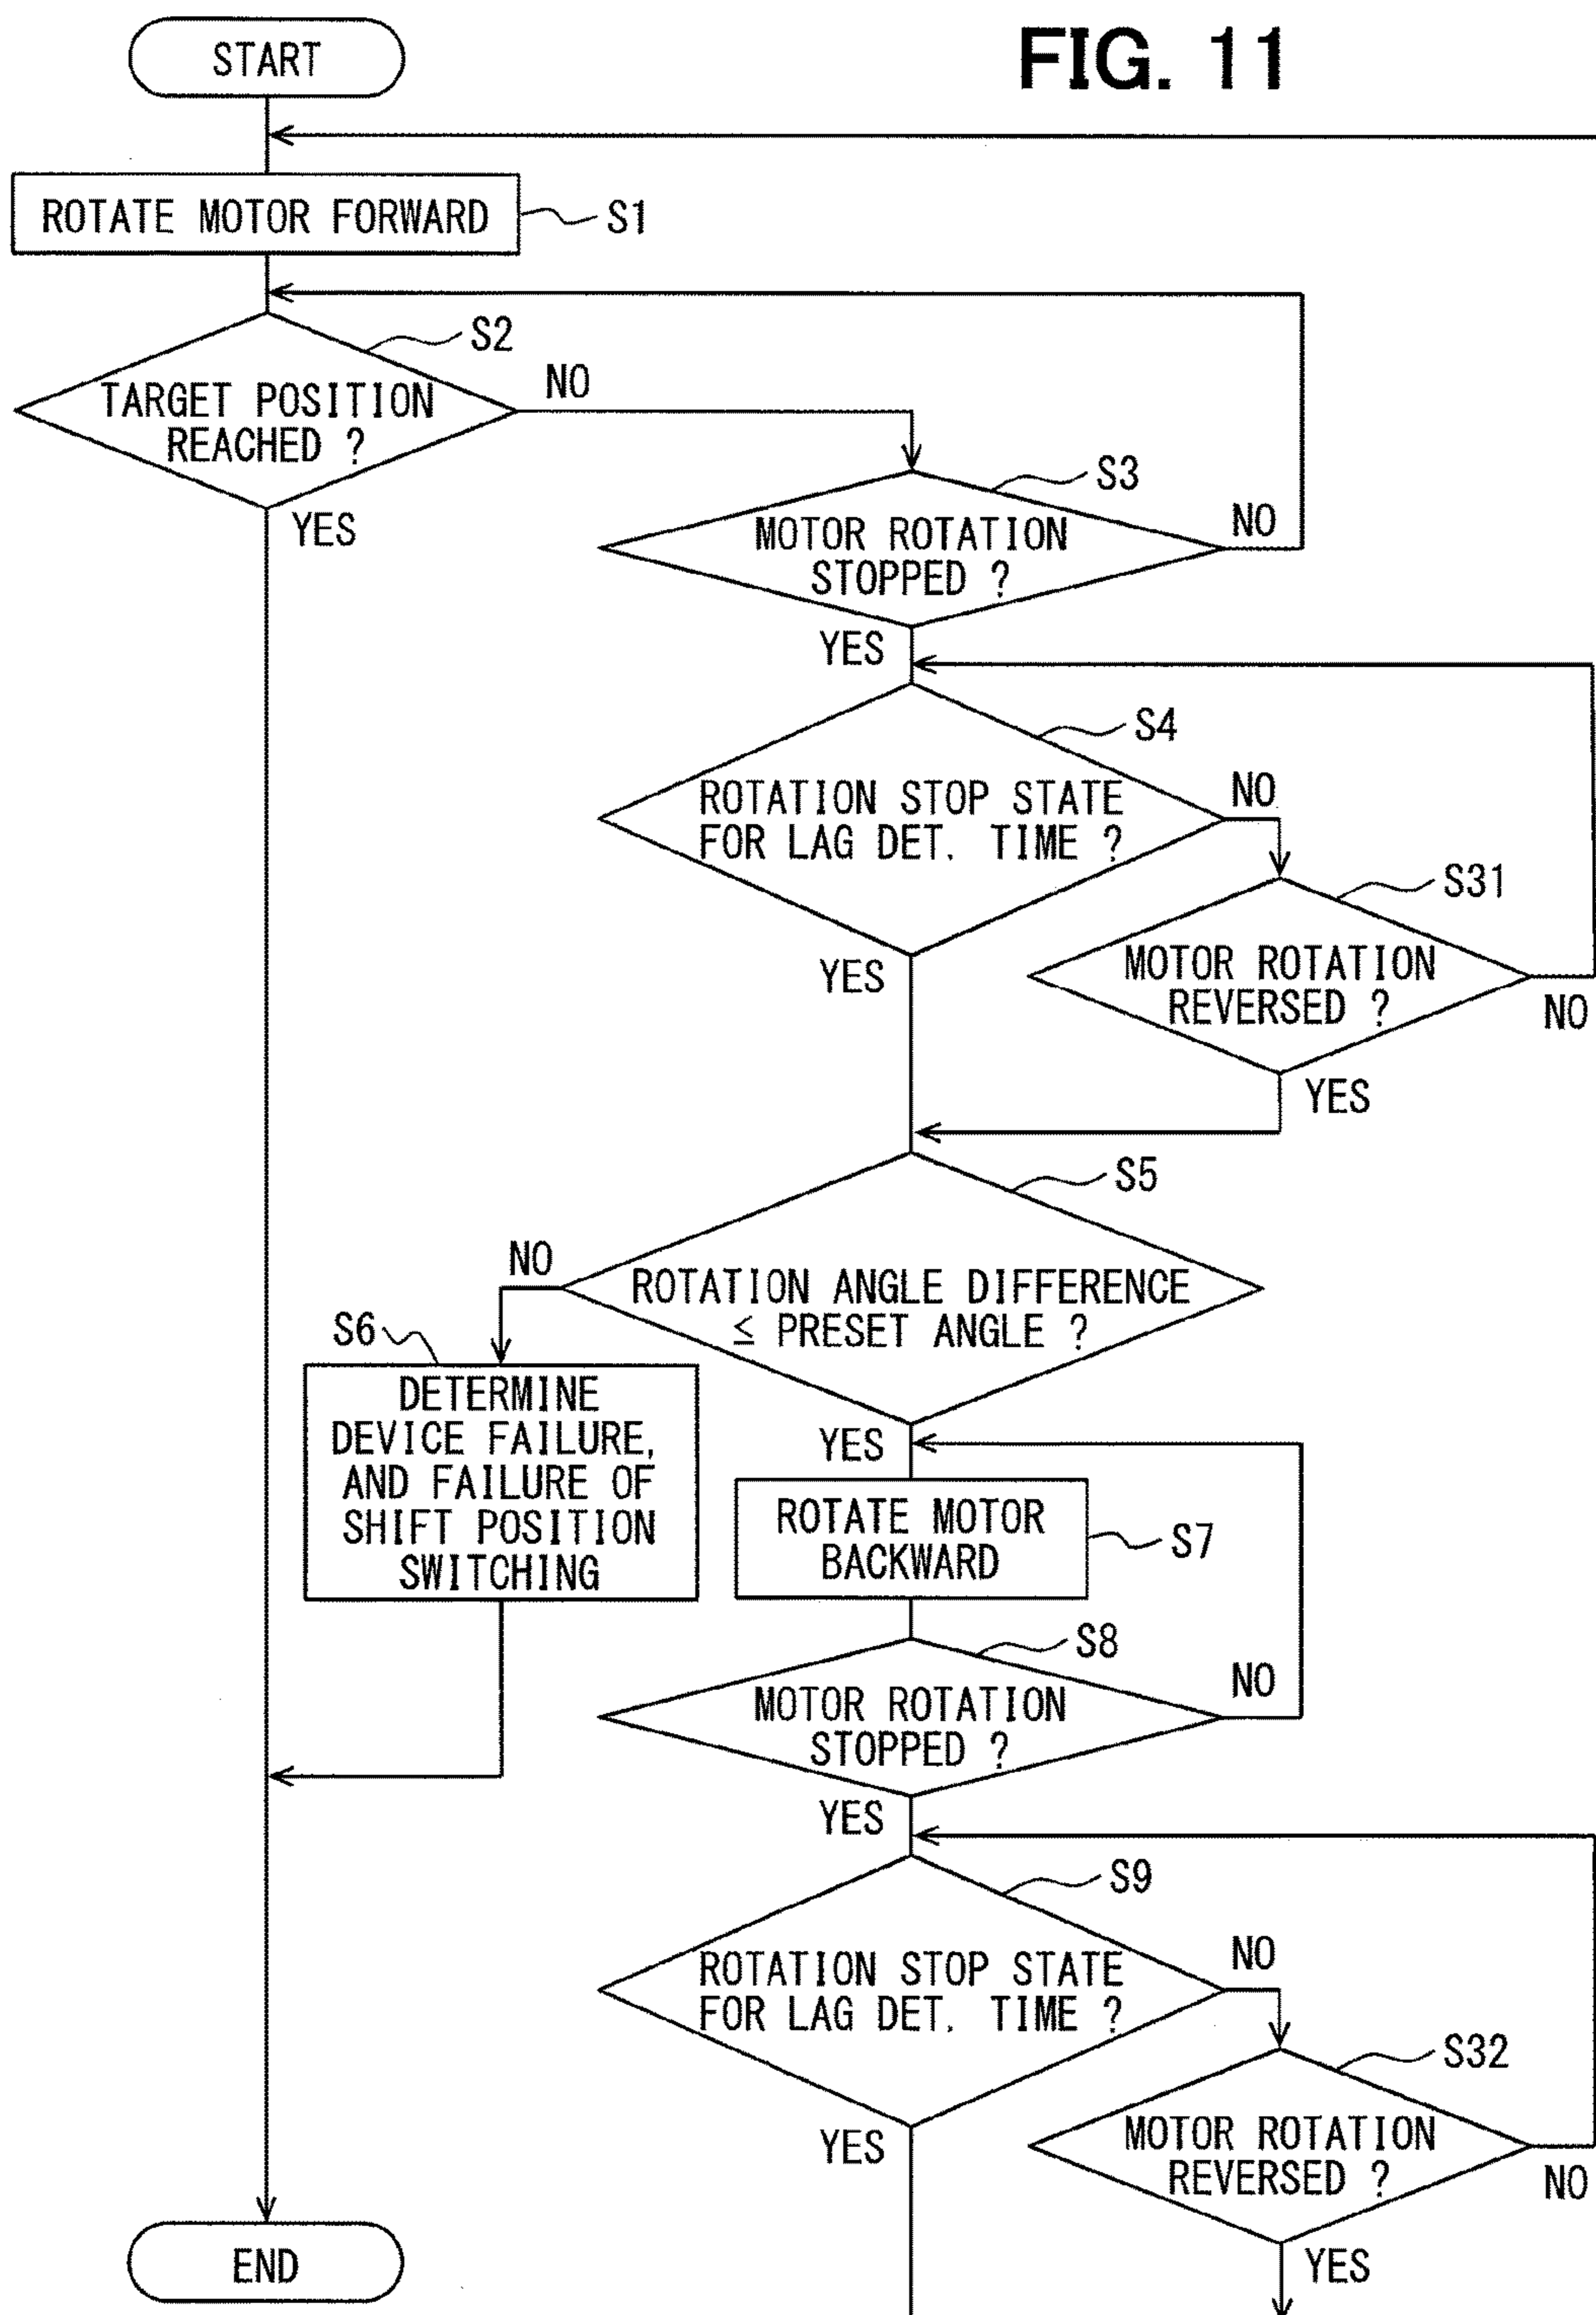 FIG. 11
START
ROTATE MOTOR FORWARD
S1
S2
TARGET POSITION
REACHED ?
NO
YES
S3
MOTOR ROTATION
STOPPED ?
NO
YES
S4
ROTATION STOP STATE
FOR LAG DET. TIME ?
NO
YES
S31
MOTOR ROTATION
REVERSED ?
NO
YES
S5
ROTATION ANGLE DIFFERENCE
≤ PRESET ANGLE ?
NO
YES
S6
DETERMINE
DEVICE FAILURE,
AND FAILURE OF
SHIFT POSITION
SWITCHING
ROTATE MOTOR
BACKWARD
S7
S8
MOTOR ROTATION
STOPPED ?
NO
YES
S9
ROTATION STOP STATE
FOR LAG DET. TIME ?
NO
YES
S32
MOTOR ROTATION
REVERSED ?
NO
YES
END